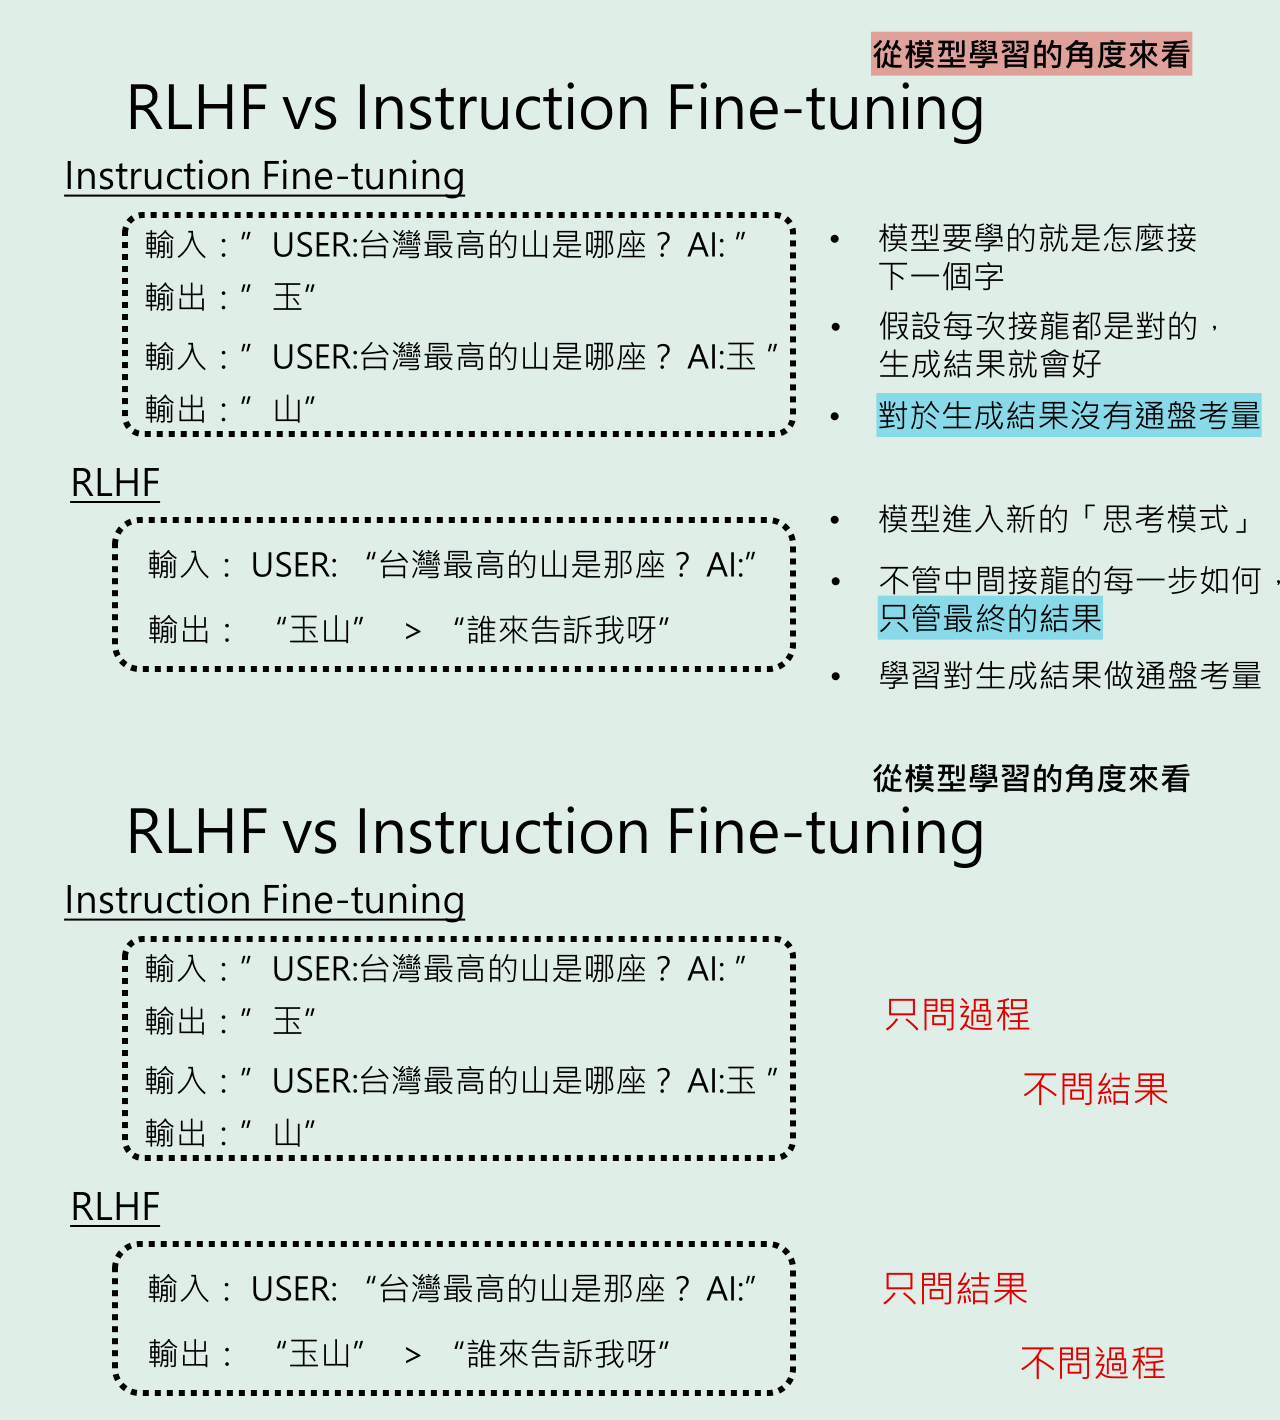 從模型學習的角度來看
RLHF vs Instruction Fine-tuning
Instruction Fine-tuning
輸入：” USER:台灣最高的山是哪座？ AI: ”
輸出：” 玉”
輸入：” USER:台灣最高的山是哪座？ AI:玉 ”
輸出：” 山”
• 模型要學的就是怎麼接
下一個字
• 假設每次接龍都是對的，
生成結果就會好
• 對於生成結果沒有通盤考量
RLHF
輸入： USER: “台灣最高的山是那座？ AI:”
輸出： “玉山” > “誰來告訴我呀”
• 模型進入新的「思考模式」
• 不管中間接龍的每一步如何，
只管最終的結果
• 學習對生成結果做通盤考量
從模型學習的角度來看
RLHF vs Instruction Fine-tuning
Instruction Fine-tuning
輸入：” USER:台灣最高的山是哪座？ AI: ”
輸出：” 玉”
輸入：” USER:台灣最高的山是哪座？ AI:玉 ”
輸出：” 山”
只問過程
不問結果
RLHF
輸入： USER: “台灣最高的山是那座？ AI:”
輸出： “玉山” > “誰來告訴我呀”
只問結果
不問過程